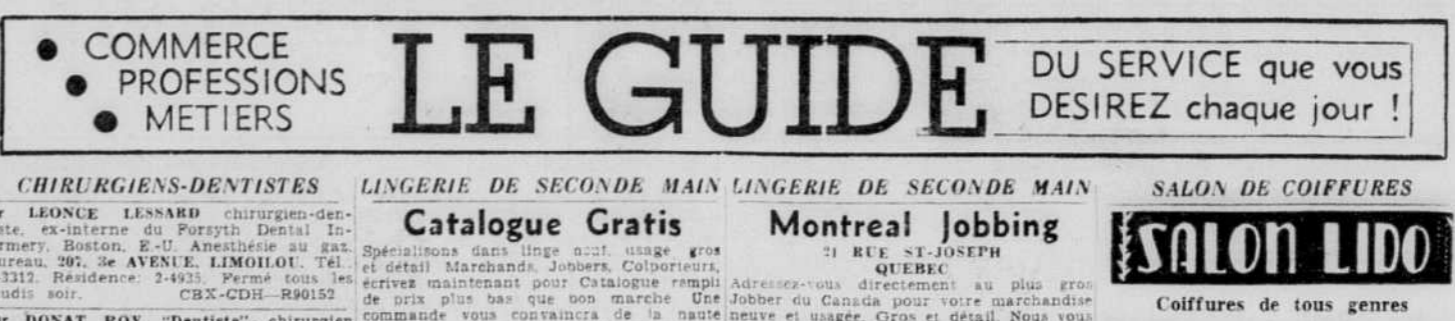 COMMERCE
PROFESSIONS
METIERS
LE GUIDE
DU SERVICE que vous
DESIREZ chaque jour !
CHIRURGIENS-DENTISTES
LEONCE LESSARD chirurgien-den-
ste, ex-interne du Forsyth Dental In-
rmery, Boston, E.-U. Anesthésie au gaz.
ureau, 207, 3e AVENUE, LIMOILOU. Tél.
3312. Résidence: 2-4935. Fermé tous les
udis soir. CBX-CDH—R90152
DONAT ROY "Dentiste" chirurgien
LINGERIE DE SECONDE MAIN
Catalogue Gratis
Spécialisons dans linge neuf, usage gros
et détail Marchands, Jobbers, Colporteurs,
écrivez maintenant pour Catalogue rempli
de prix plus bas que bon marche Une
commande vous convaincra de la haute
LINGERIE DE SECONDE MAIN
Montreal Jobbing
21 RUE ST-JOSEPH
QUEBEC
Adressez-vous directement au plus gros
Jobber du Canada pour votre marchandise
neuve et usagée. Gros et détail. Nous vous
SALON DE COIFFURES
SALON LIDO
Coiffures de tous genres